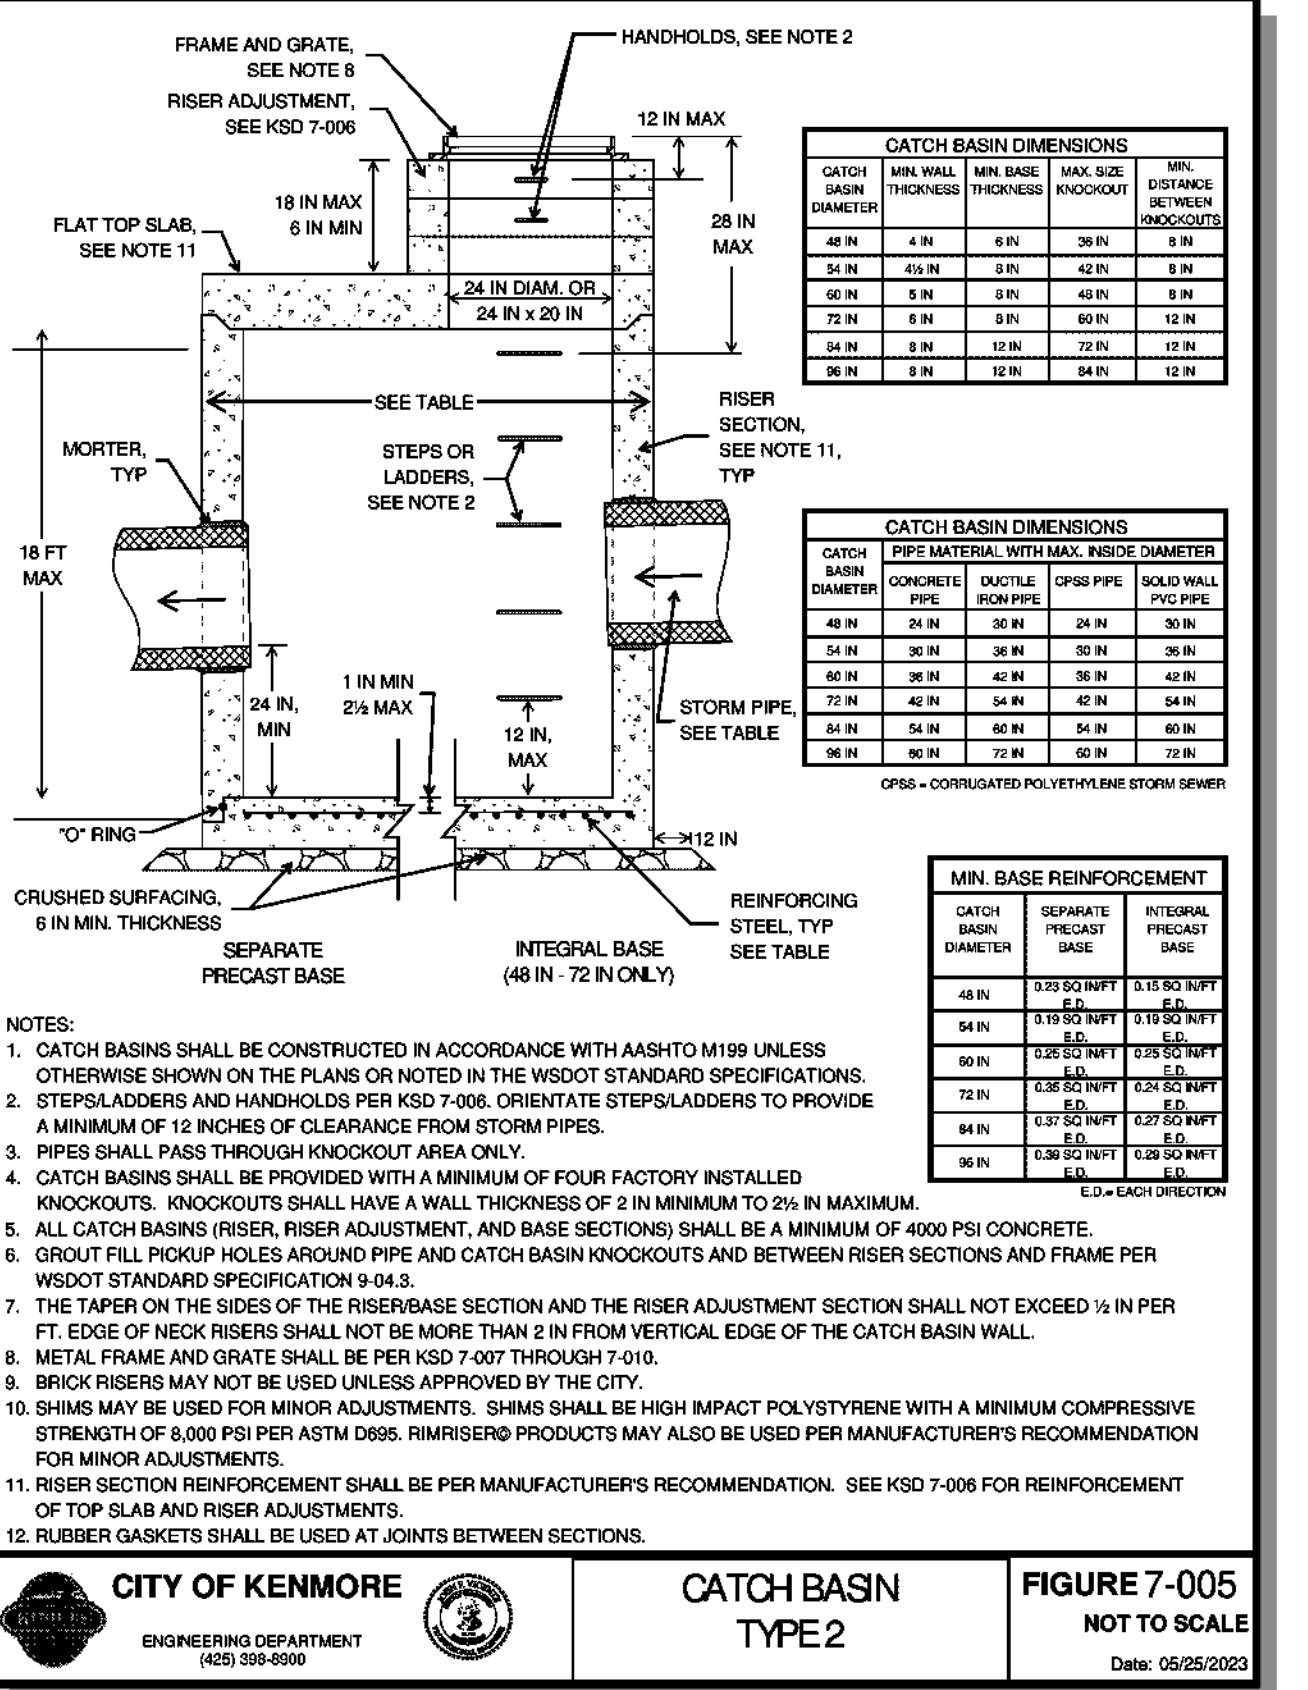 FRAME AND GRATE,
SEE NOTE 8
HANDHOLDS, SEE NOTE 2
RISER ADJUSTMENT,
SEE KSD 7-006
12 IN MAX
18 IN MAX
6 IN MIN
28 IN
MAX
FLAT TOP SLAB,
SEE NOTE 11
24 IN DIAM. OR
24 IN x 20 IN
SEE TABLE
RISER
SECTION,
SEE NOTE 11,
TYP
MORTER,
TYP
STEPS OR
LADDERS,
SEE NOTE 2
18 FT
MAX
24 IN,
MIN
1 IN MIN
2½ MAX
12 IN,
MAX
STORM PIPE,
SEE TABLE
"O" RING
12 IN
CRUSHED SURFACING,
6 IN MIN. THICKNESS
REINFORCING
STEEL, TYP
SEE TABLE
SEPARATE
PRECAST BASE
INTEGRAL BASE
(48 IN - 72 IN ONLY)
CATCH BASIN DIMENSIONS
CATCH BASIN DIAMETER MIN. WALL THICKNESS MIN. BASE THICKNESS MAX. SIZE KNOCKOUT MIN. DISTANCE BETWEEN KNOCKOUTS
48 IN 4 IN 6 IN 36 IN 8 IN
54 IN 4½ IN 8 IN 42 IN 8 IN
60 IN 5 IN 8 IN 48 IN 8 IN
72 IN 6 IN 8 IN 60 IN 12 IN
84 IN 8 IN 12 IN 72 IN 12 IN
96 IN 8 IN 12 IN 84 IN 12 IN
CATCH BASIN DIMENSIONS
CATCH BASIN DIAMETER PIPE MATERIAL WITH MAX. INSIDE DIAMETER
CONCRETE PIPE DUCTILE IRON PIPE CPSS PIPE SOLID WALL PVC PIPE
48 IN 24 IN 30 IN 24 IN 30 IN
54 IN 30 IN 36 IN 30 IN 36 IN
60 IN 36 IN 42 IN 36 IN 42 IN
72 IN 42 IN 54 IN 42 IN 54 IN
84 IN 54 IN 60 IN 54 IN 60 IN
96 IN 60 IN 72 IN 60 IN 72 IN
CPSS = CORRUGATED POLYETHYLENE STORM SEWER
MIN. BASE REINFORCEMENT
CATCH BASIN DIAMETER SEPARATE PRECAST BASE INTEGRAL PRECAST BASE
48 IN 0.23 SQ IN/FT E.D. 0.15 SQ IN/FT E.D.
54 IN 0.19 SQ IN/FT E.D. 0.19 SQ IN/FT E.D.
60 IN 0.25 SQ IN/FT E.D. 0.25 SQ IN/FT E.D.
72 IN 0.35 SQ IN/FT E.D. 0.24 SQ IN/FT E.D.
84 IN 0.37 SQ IN/FT E.D. 0.27 SQ IN/FT E.D.
96 IN 0.39 SQ IN/FT E.D. 0.29 SQ IN/FT E.D.
E.D.= EACH DIRECTION
NOTES:
1. CATCH BASINS SHALL BE CONSTRUCTED IN ACCORDANCE WITH AASHTO M199 UNLESS
OTHERWISE SHOWN ON THE PLANS OR NOTED IN THE WSDOT STANDARD SPECIFICATIONS.
2. STEPS/LADDERS AND HANDHOLDS PER KSD 7-006. ORIENTATE STEPS/LADDERS TO PROVIDE
A MINIMUM OF 12 INCHES OF CLEARANCE FROM STORM PIPES.
3. PIPES SHALL PASS THROUGH KNOCKOUT AREA ONLY.
4. CATCH BASINS SHALL BE PROVIDED WITH A MINIMUM OF FOUR FACTORY INSTALLED
KNOCKOUTS. KNOCKOUTS SHALL HAVE A WALL THICKNESS OF 2 IN MINIMUM TO 2½ IN MAXIMUM.
5. ALL CATCH BASINS (RISER, RISER ADJUSTMENT, AND BASE SECTIONS) SHALL BE A MINIMUM OF 4000 PSI CONCRETE.
6. GROUT FILL PICKUP HOLES AROUND PIPE AND CATCH BASIN KNOCKOUTS AND BETWEEN RISER SECTIONS AND FRAME PER
WSDOT STANDARD SPECIFICATION 9-04.3.
7. THE TAPER ON THE SIDES OF THE RISER/BASE SECTION AND THE RISER ADJUSTMENT SECTION SHALL NOT EXCEED ½ IN PER
FT. EDGE OF NECK RISERS SHALL NOT BE MORE THAN 2 IN FROM VERTICAL EDGE OF THE CATCH BASIN WALL.
8. METAL FRAME AND GRATE SHALL BE PER KSD 7-007 THROUGH 7-010.
9. BRICK RISERS MAY NOT BE USED UNLESS APPROVED BY THE CITY.
10. SHIMS MAY BE USED FOR MINOR ADJUSTMENTS. SHIMS SHALL BE HIGH IMPACT POLYSTYRENE WITH A MINIMUM COMPRESSIVE
STRENGTH OF 8,000 PSI PER ASTM D695. RIMRISER© PRODUCTS MAY ALSO BE USED PER MANUFACTURER'S RECOMMENDATION
FOR MINOR ADJUSTMENTS.
11. RISER SECTION REINFORCEMENT SHALL BE PER MANUFACTURER'S RECOMMENDATION. SEE KSD 7-006 FOR REINFORCEMENT
OF TOP SLAB AND RISER ADJUSTMENTS.
12. RUBBER GASKETS SHALL BE USED AT JOINTS BETWEEN SECTIONS.
CITY OF KENMORE
ENGINEERING DEPARTMENT
(425) 398-8900
CATCH BASIN
TYPE 2
FIGURE 7-005
NOT TO SCALE
Date: 05/25/2023